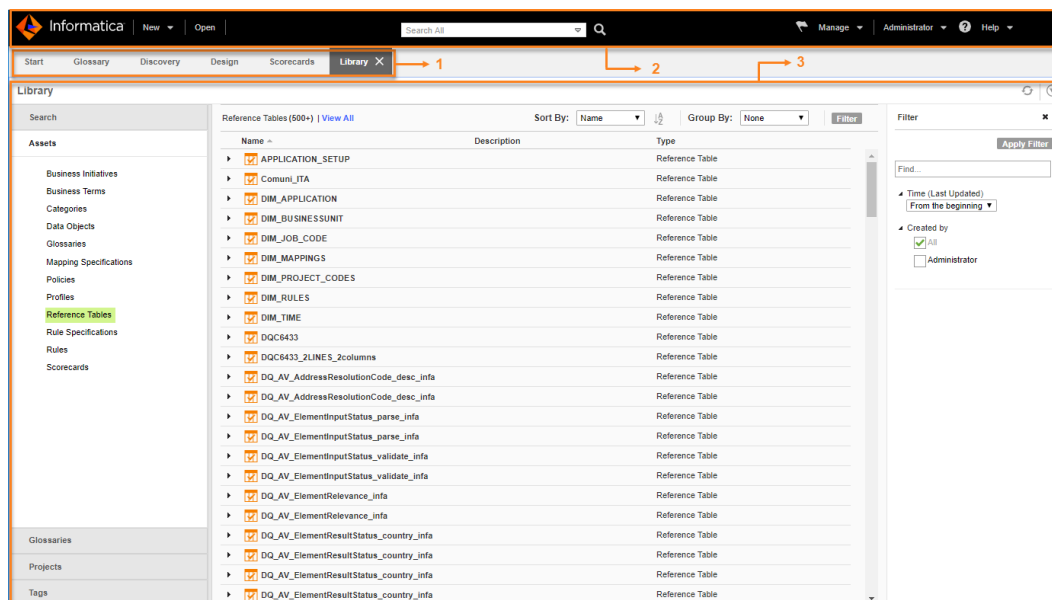 Informatica New Open Search All Manage Administrator ? Help
Start Glossary Discovery Design Scorecards Library X 1 2 3
Library
Search
Assets
Business Initiatives
Business Terms
Categories
Data Objects
Glossaries
Mapping Specifications
Policies
Profiles
Reference Tables
Rule Specifications
Rules
Scorecards
Glossaries
Projects
Tags
Reference Tables (500+) | View All Sort By: Name Group By: None Filter
Name Description Type
APPLICATION_SETUP Reference Table
Comuni_ITA Reference Table
DIM_APPLICATION Reference Table
DIM_BUSINESSUNIT Reference Table
DIM_JOB_CODE Reference Table
DIM_MAPPINGS Reference Table
DIM_PROJECT_CODES Reference Table
DIM_RULES Reference Table
DIM_TIME Reference Table
DQC6433 Reference Table
DQC6433_2LINES_2columns Reference Table
DQ_AV_AddressResolutionCode_desc_infa Reference Table
DQ_AV_AddressResolutionCode_desc_infa Reference Table
DQ_AV_ElementInputStatus_parse_infa Reference Table
DQ_AV_ElementInputStatus_parse_infa Reference Table
DQ_AV_ElementInputStatus_validate_infa Reference Table
DQ_AV_ElementInputStatus_validate_infa Reference Table
DQ_AV_ElementRelevance_infa Reference Table
DQ_AV_ElementRelevance_infa Reference Table
DQ_AV_ElementResultStatus_country_infa Reference Table
DQ_AV_ElementResultStatus_country_infa Reference Table
DQ_AV_ElementResultStatus_country_infa Reference Table
DQ_AV_ElementResultStatus_country_infa Reference Table
Filter
Apply Filter
Find...
Time (Last Updated)
From the beginning
Created by
All
Administrator